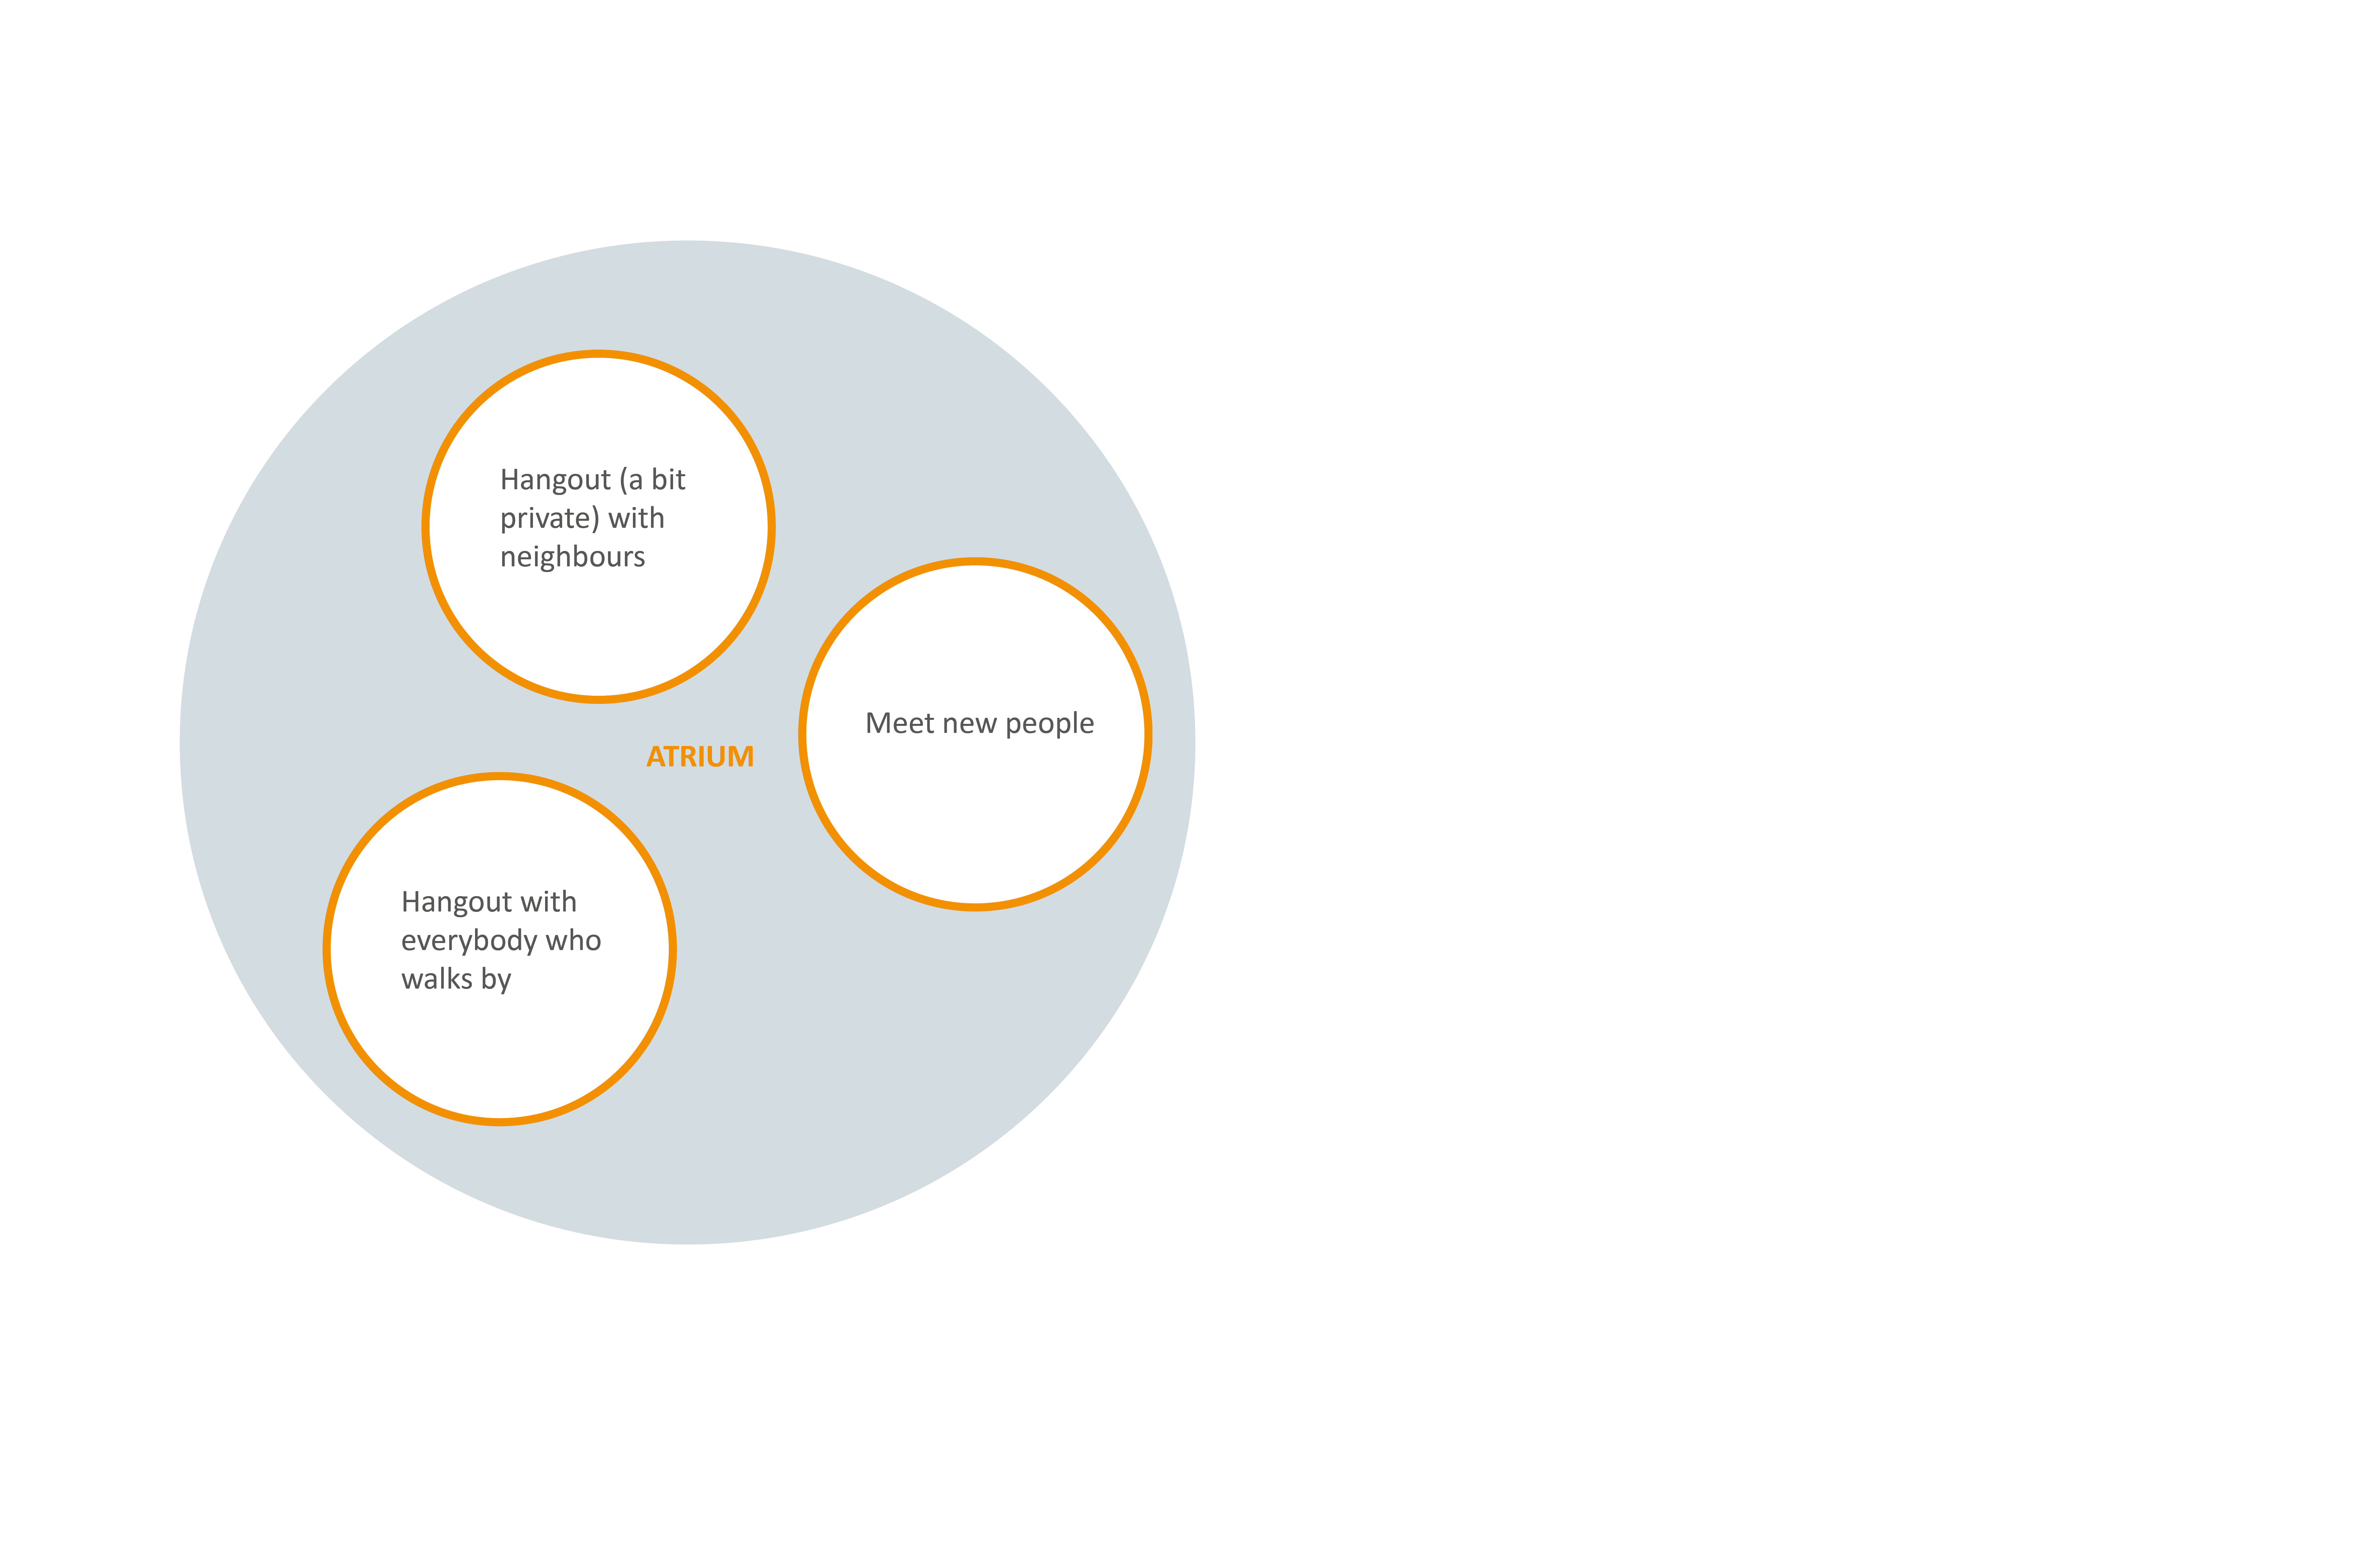 Hangout (a bit
private) with
neighbours
Meet new people
ATRIUM
Hangout with
everybody who
walks by